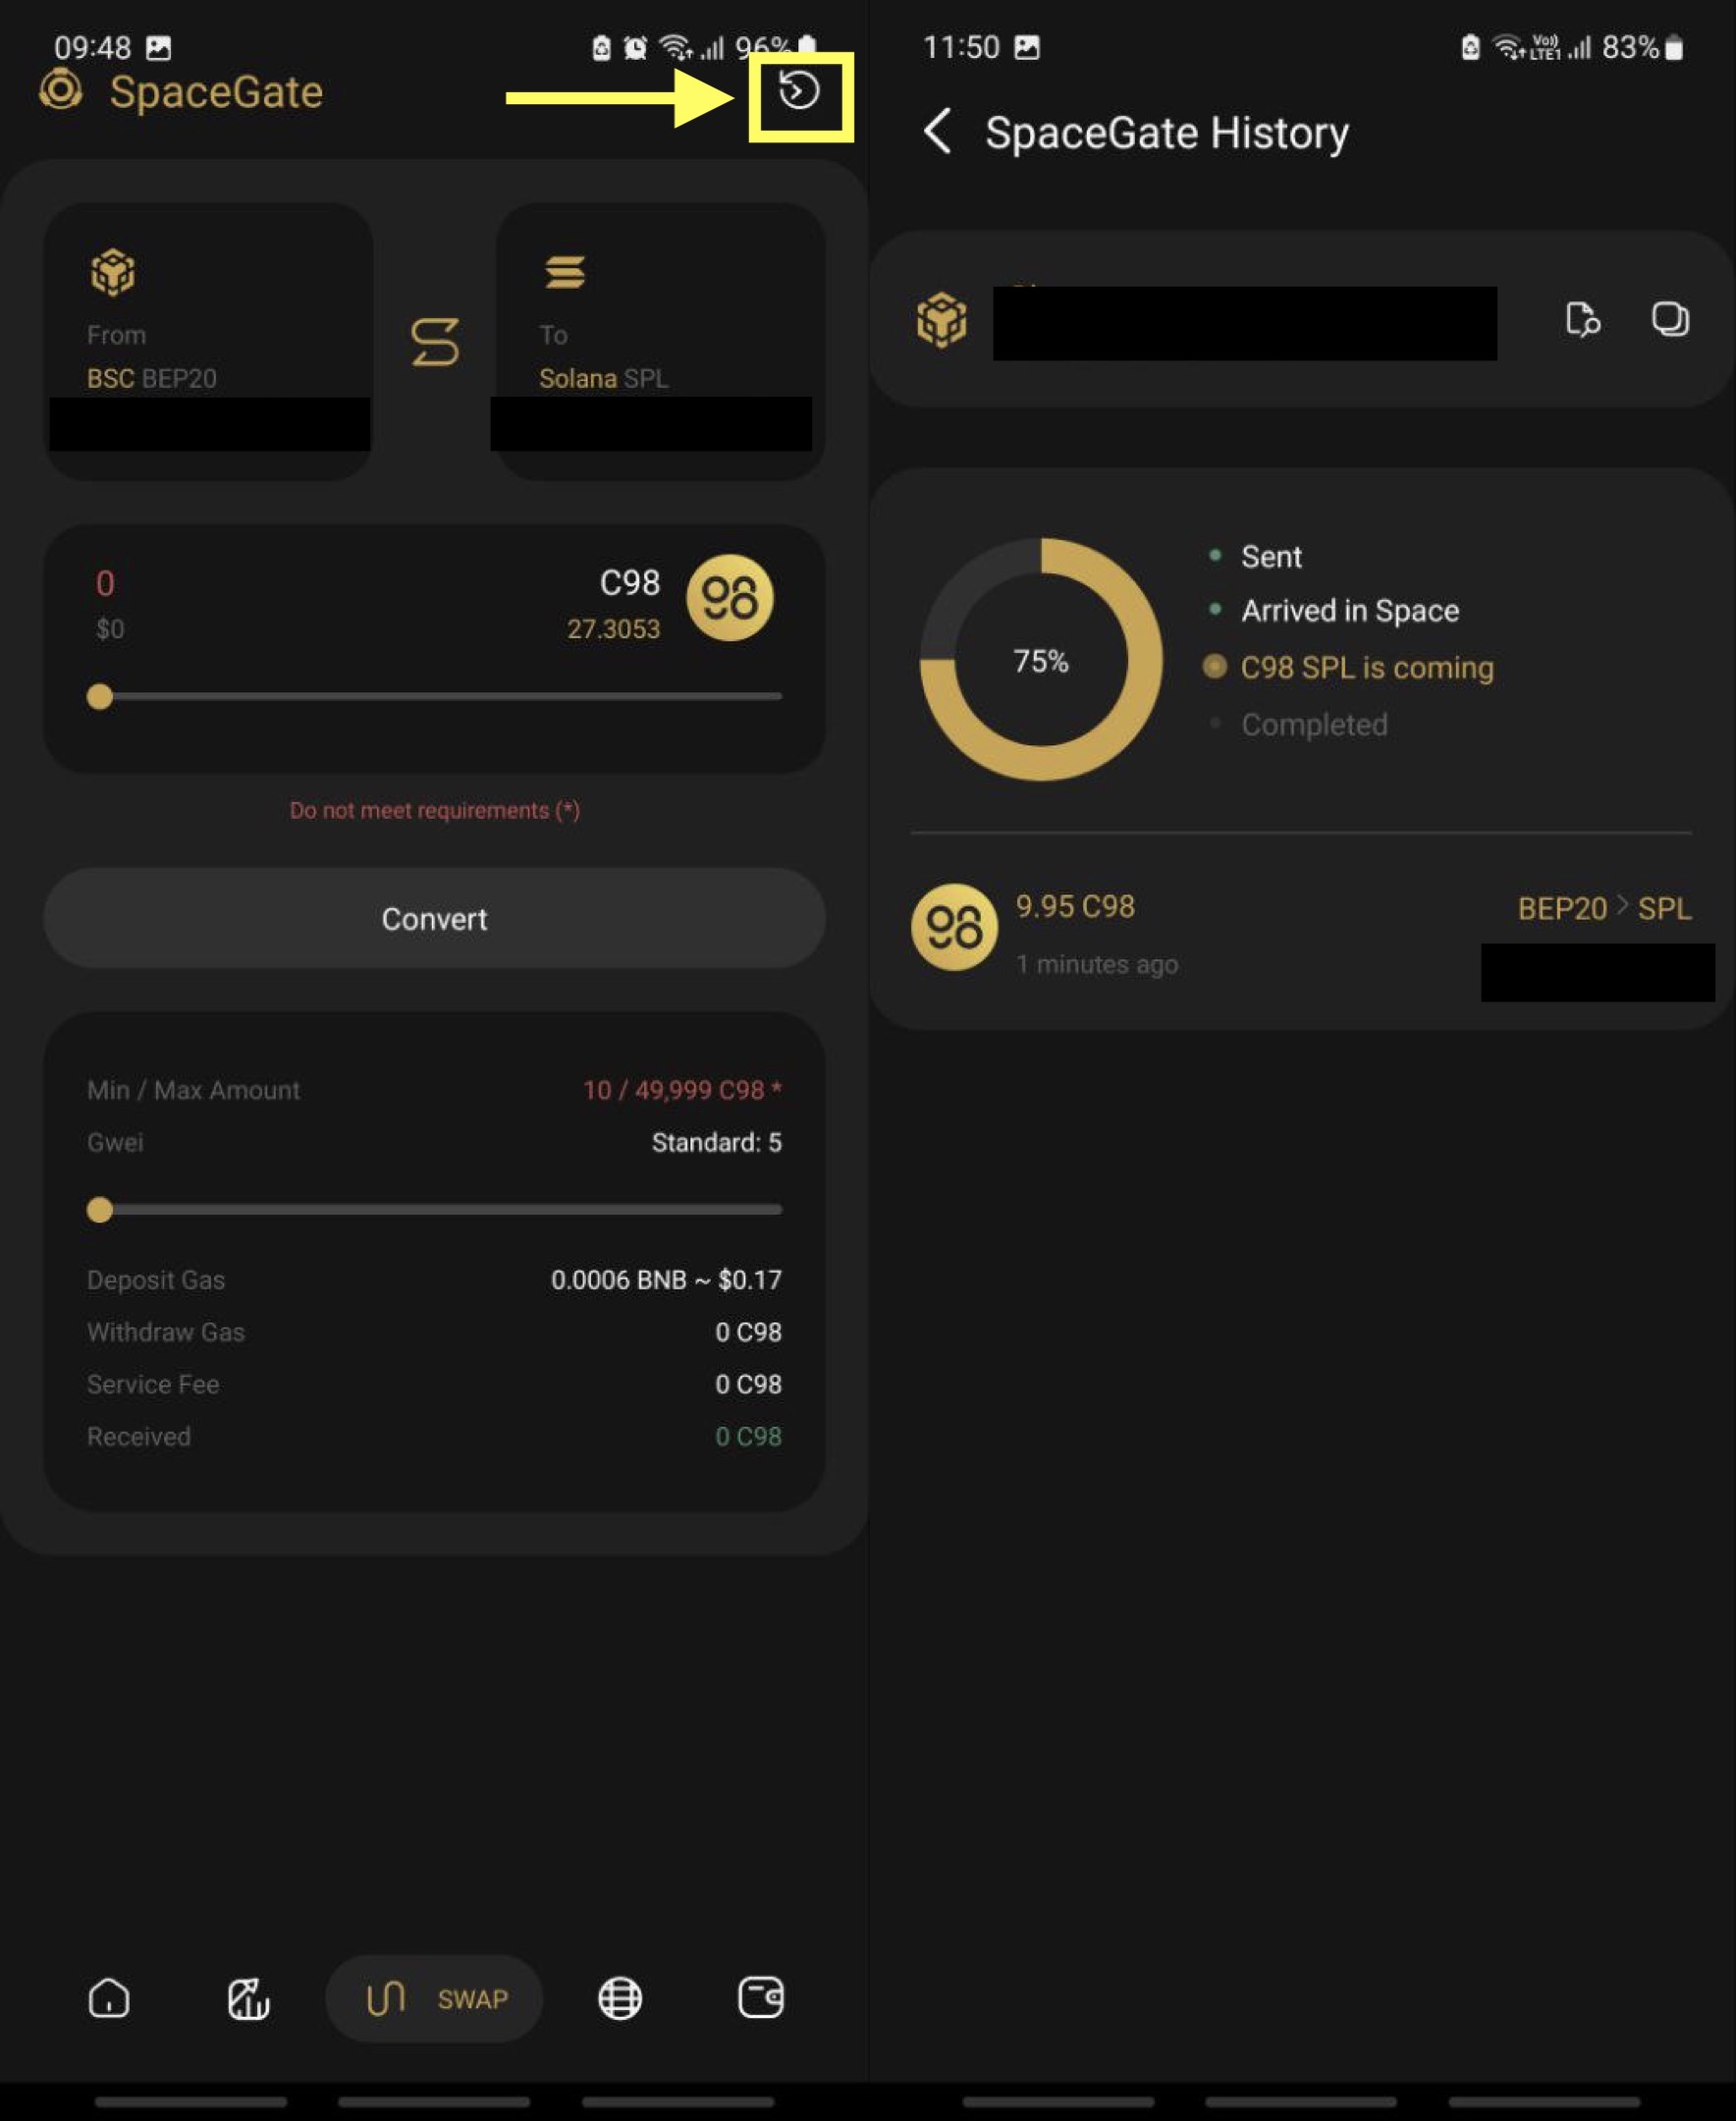 09:48 96%
SpaceGate
From
BSC BEP20
To
Solana SPL
0
$0
C98
27.3053
Do not meet requirements (*)
Convert
Min / Max Amount 10 / 49,999 C98 *
Gwei Standard: 5
Deposit Gas 0.0006 BNB ~ $0.17
Withdraw Gas 0 C98
Service Fee 0 C98
Received 0 C98
SWAP
11:50 Vo)) LTE1 83%
SpaceGate History
75%
Sent
Arrived in Space
C98 SPL is coming
Completed
9.95 C98
1 minutes ago
BEP20 > SPL